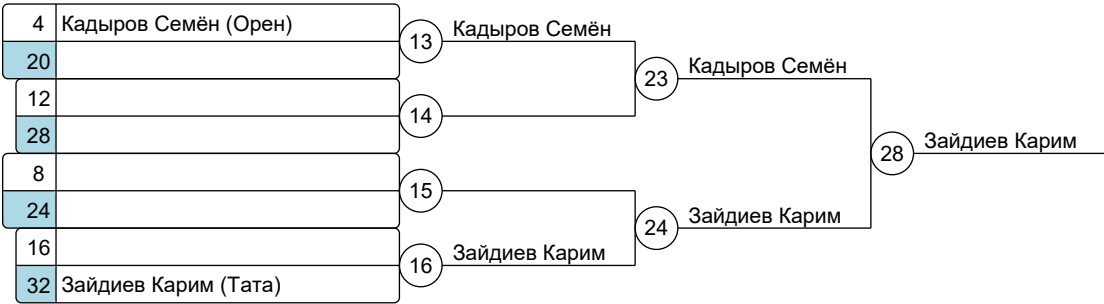 4 Кадыров Семён (Орен)
13 Кадыров Семён
20
23 Кадыров Семён
12
14
28
28 Зайдиев Карим
8
15
24
24 Зайдиев Карим
16
16 Зайдиев Карим
32 Зайдиев Карим (Тата)